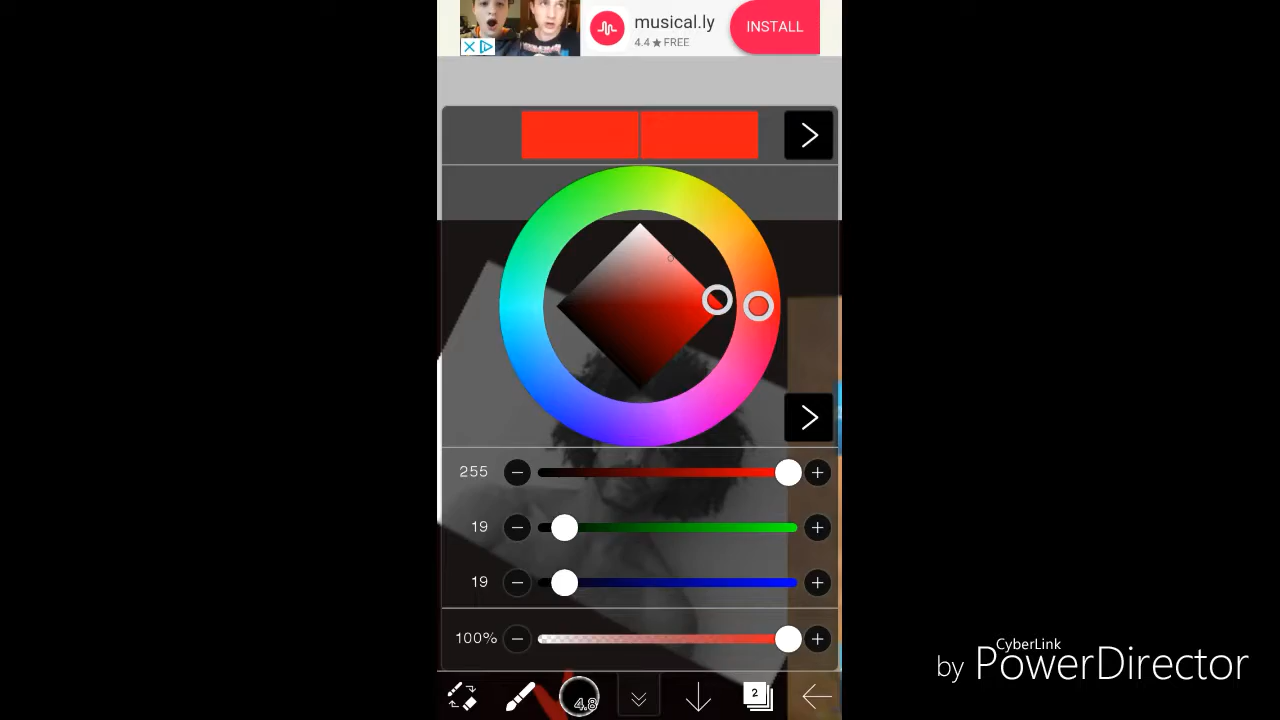 musical.ly
4.4 ★ FREE
INSTALL
255
19
19
100%
4.8
2
CyberLink
by PowerDirector